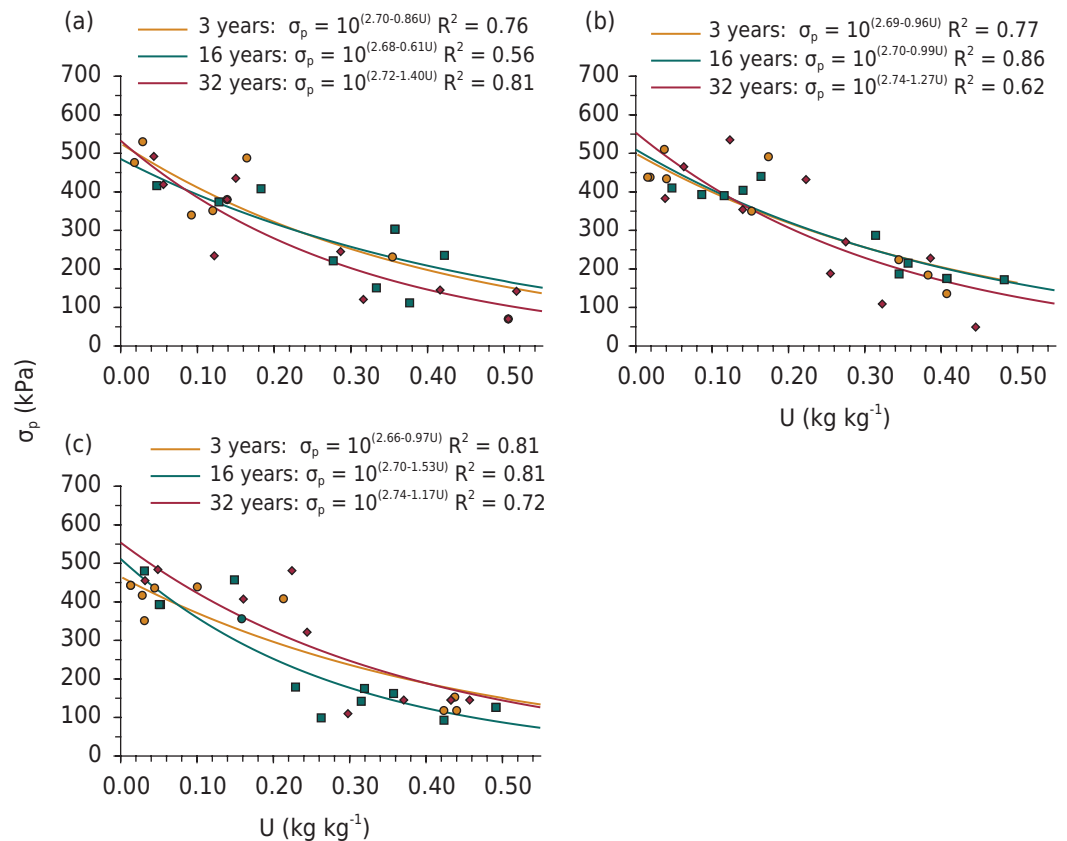 (a)
3 years: σp = 10^(2.70-0.86U) R² = 0.76
16 years: σp = 10^(2.68-0.61U) R² = 0.56
32 years: σp = 10^(2.72-1.40U) R² = 0.81
700
600
500
400
300
200
100
0
0.00 0.10 0.20 0.30 0.40 0.50
(b)
3 years: σp = 10^(2.69-0.96U) R² = 0.77
16 years: σp = 10^(2.70-0.99U) R² = 0.86
32 years: σp = 10^(2.74-1.27U) R² = 0.62
700
600
500
400
300
200
100
0
0.00 0.10 0.20 0.30 0.40 0.50
U (kg kg⁻¹)
σp (kPa)
(c)
3 years: σp = 10^(2.66-0.97U) R² = 0.81
16 years: σp = 10^(2.70-1.53U) R² = 0.81
32 years: σp = 10^(2.74-1.17U) R² = 0.72
700
600
500
400
300
200
100
0
0.00 0.10 0.20 0.30 0.40 0.50
U (kg kg⁻¹)